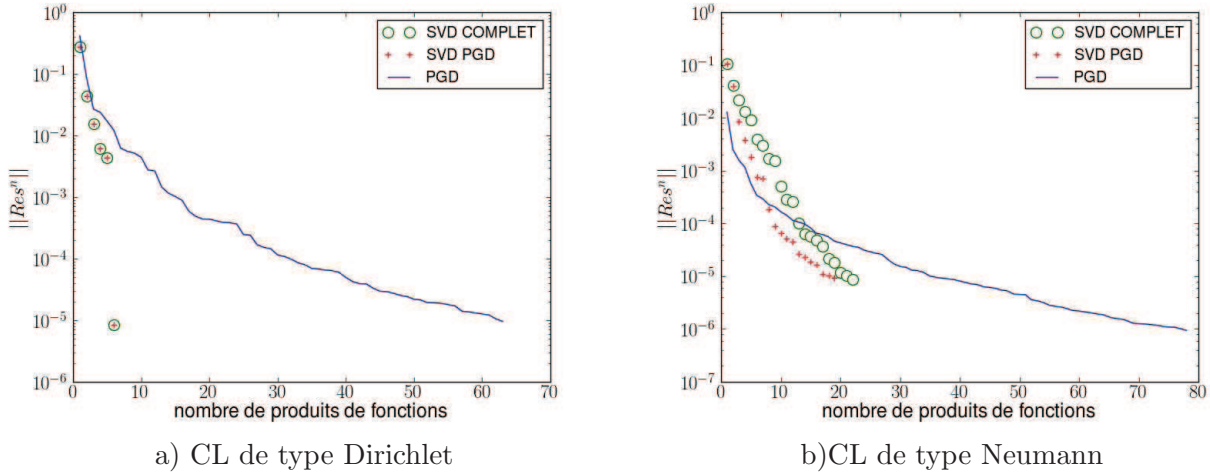 10^0
10^-1
10^-2
10^-3
10^-4
10^-5
10^-6
||Res^n||
SVD COMPLET
SVD PGD
PGD
0 10 20 30 40 50 60 70
nombre de produits de fonctions
a) CL de type Dirichlet
10^0
10^-1
10^-2
10^-3
10^-4
10^-5
10^-6
10^-7
||Res^n||
SVD COMPLET
SVD PGD
PGD
0 10 20 30 40 50 60 70 80
nombre de produits de fonctions
b)CL de type Neumann